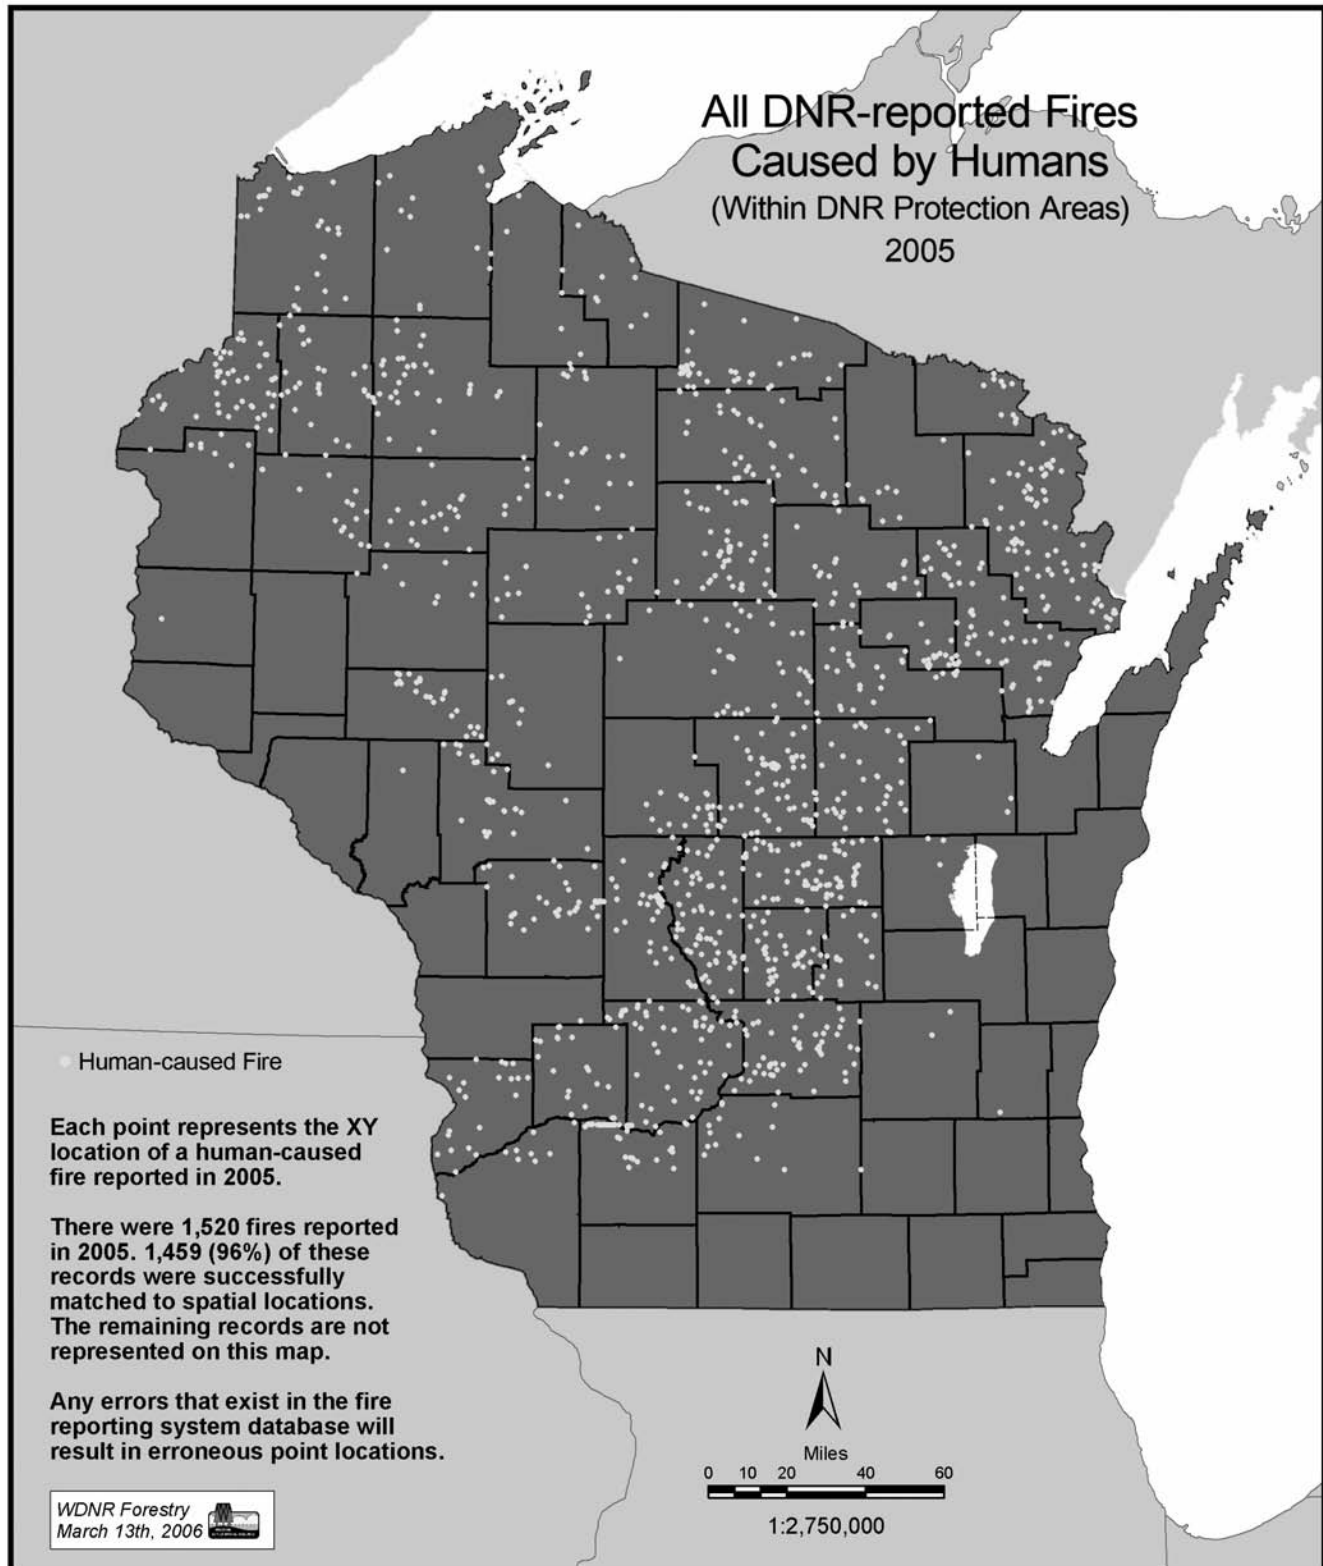 All DNR-reported Fires
Caused by Humans
(Within DNR Protection Areas)
2005
Human-caused Fire
Each point represents the XY
location of a human-caused
fire reported in 2005.
There were 1,520 fires reported
in 2005. 1,459 (96%) of these
records were successfully
matched to spatial locations.
The remaining records are not
represented on this map.
Any errors that exist in the fire
reporting system database will
result in erroneous point locations.
WDNR Forestry
March 13th, 2006
N
Miles
0 10 20 40 60
1:2,750,000